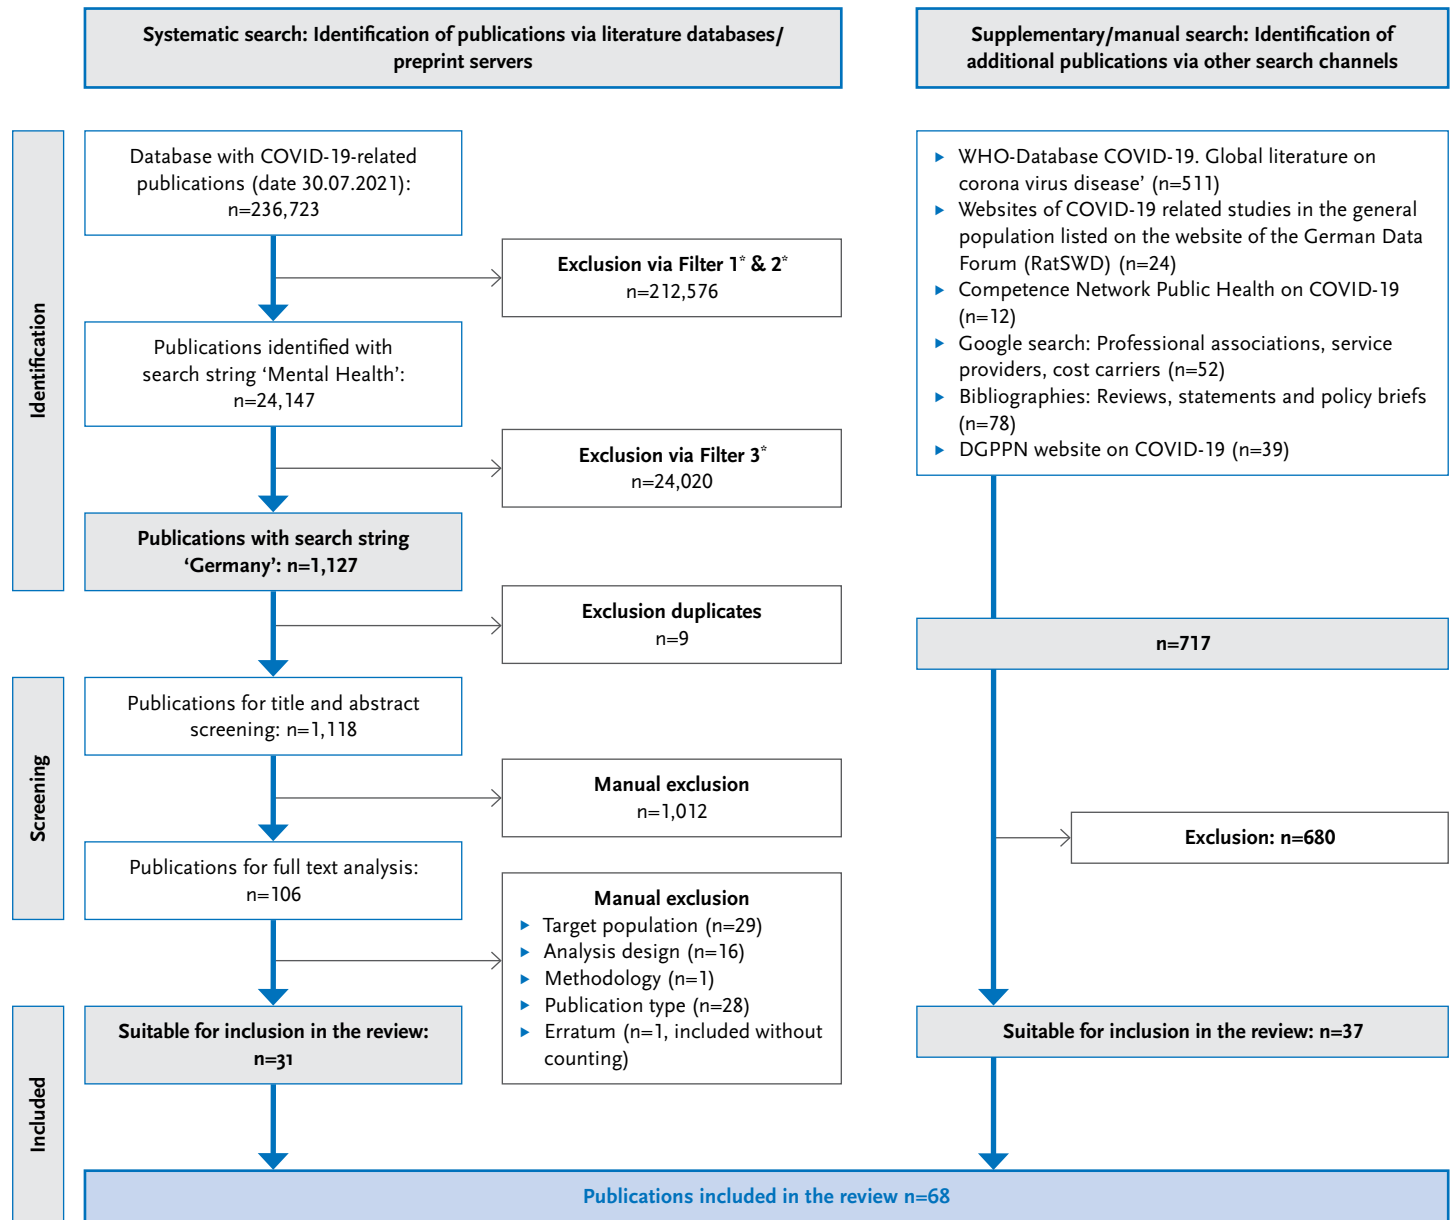 Systematic search: Identification of publications via literature databases/
preprint servers
Supplementary/manual search: Identification of
additional publications via other search channels
Identification
Database with COVID-19-related
publications (date 30.07.2021):
n=236,723
Exclusion via Filter 1* & 2*
n=212,576
Publications identified with
search string ‘Mental Health’:
n=24,147
Exclusion via Filter 3*
n=24,020
Publications with search string
‘Germany’: n=1,127
Exclusion duplicates
n=9
▸ WHO-Database COVID-19. Global literature on
corona virus disease’ (n=511)
▸ Websites of COVID-19 related studies in the general
population listed on the website of the German Data
Forum (RatSWD) (n=24)
▸ Competence Network Public Health on COVID-19
(n=12)
▸ Google search: Professional associations, service
providers, cost carriers (n=52)
▸ Bibliographies: Reviews, statements and policy briefs
(n=78)
▸ DGPPN website on COVID-19 (n=39)
n=717
Screening
Publications for title and abstract
screening: n=1,118
Manual exclusion
n=1,012
Publications for full text analysis:
n=106
Manual exclusion
▸ Target population (n=29)
▸ Analysis design (n=16)
▸ Methodology (n=1)
▸ Publication type (n=28)
▸ Erratum (n=1, included without
counting)
Exclusion: n=680
Included
Suitable for inclusion in the review:
n=31
Suitable for inclusion in the review: n=37
Publications included in the review n=68